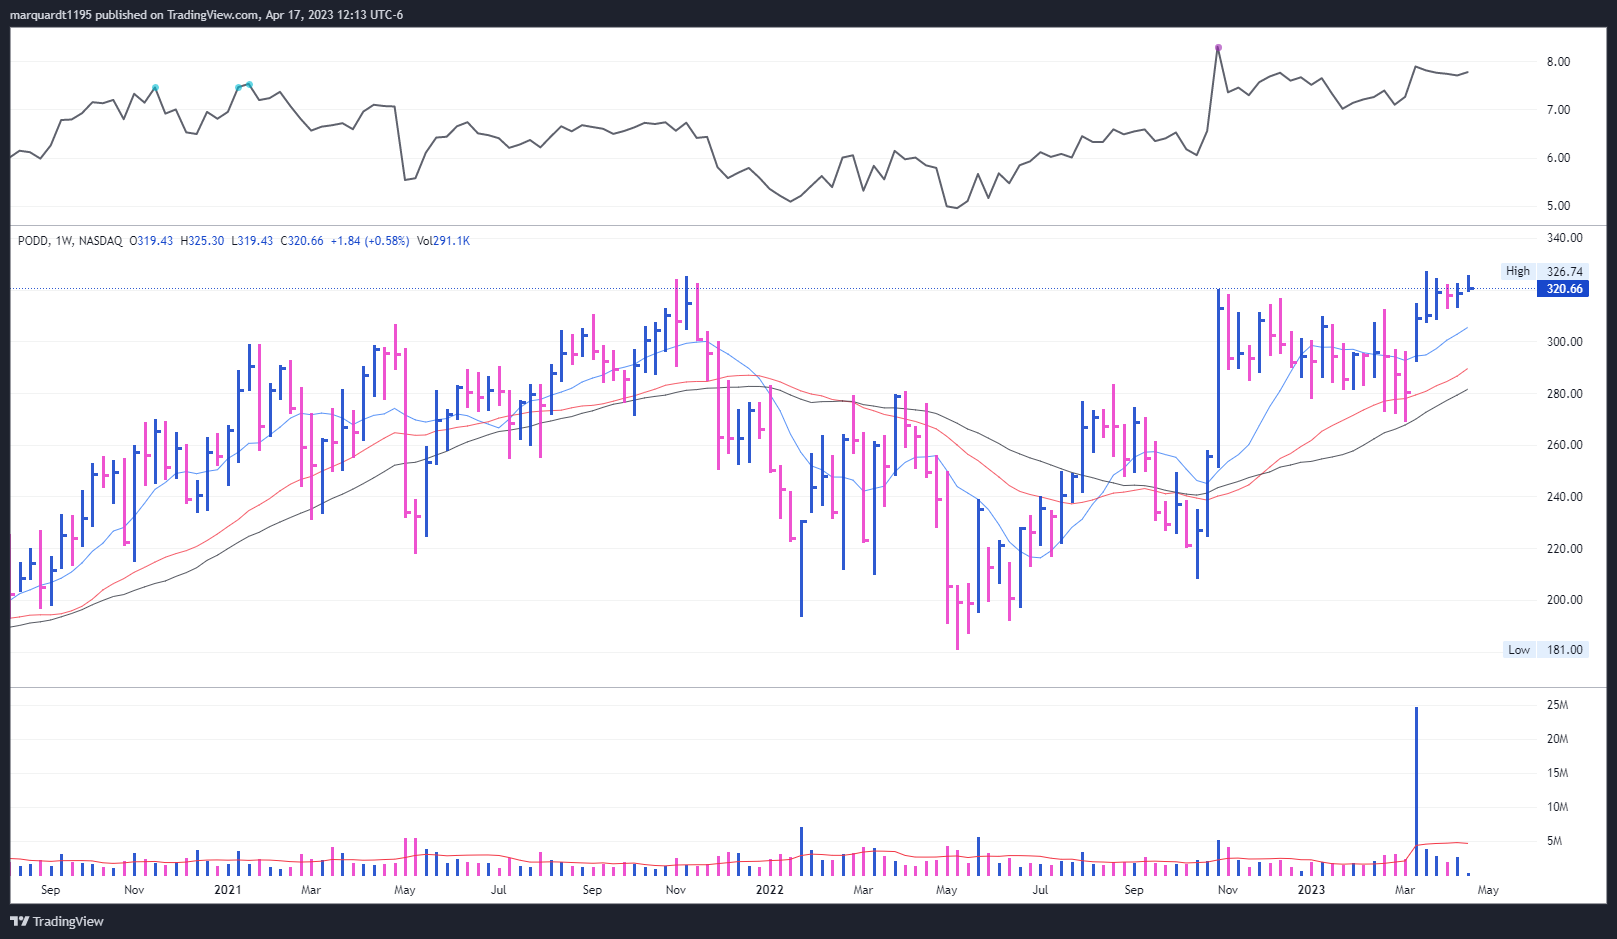 marquardt1195 published on TradingView.com, Apr 17, 2023 12:13 UTC-6
8.00
7.00
6.00
5.00
PODD, 1W, NASDAQ O319.43 H325.30 L319.43 C320.66 +1.84 (+0.58%) Vol291.1K
340.00
High 326.74
320.66
300.00
280.00
260.00
240.00
220.00
200.00
Low 181.00
25M
20M
15M
10M
5M
Sep Nov 2021 Mar May Jul Sep Nov 2022 Mar May Jul Sep Nov 2023 Mar May
TradingView